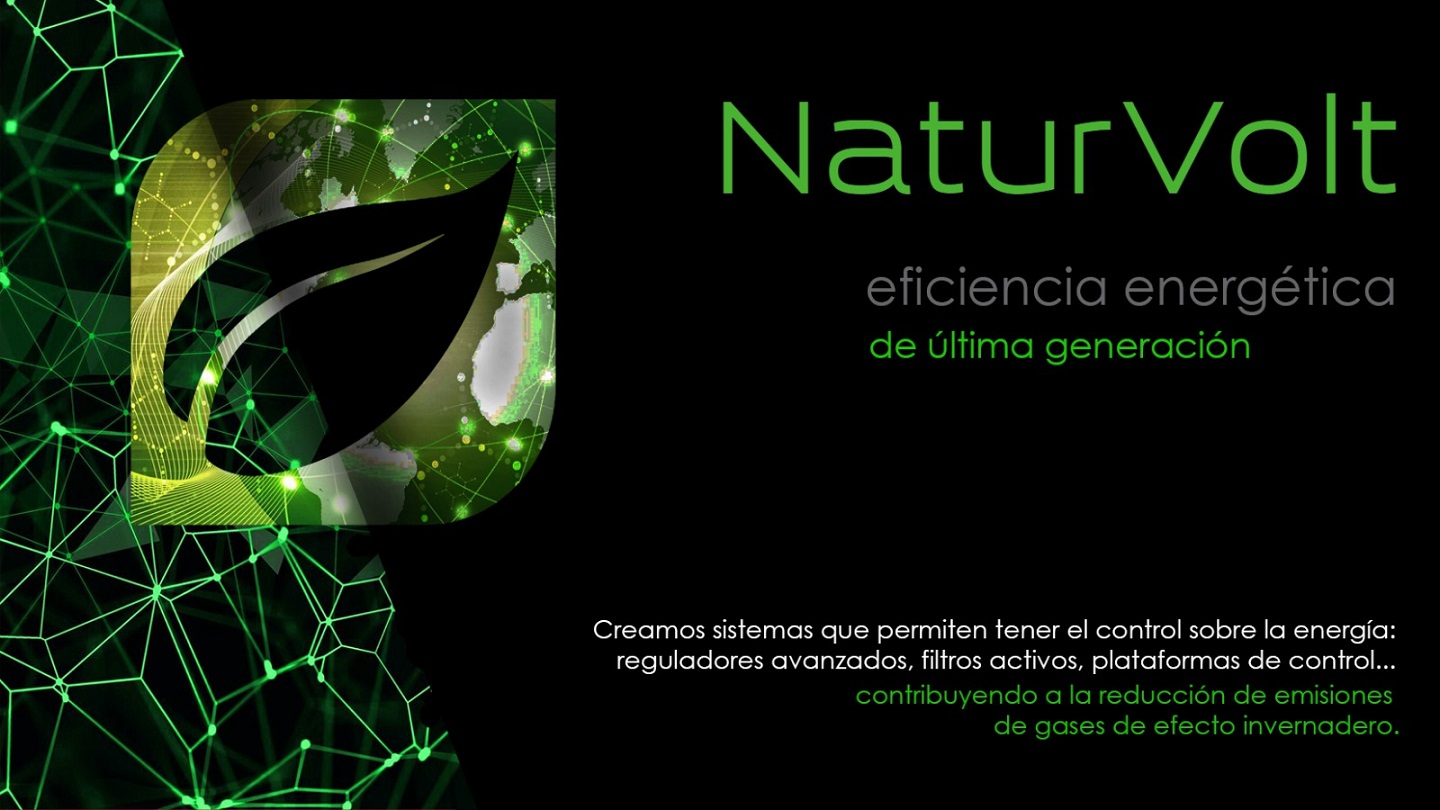 NaturVolt
eficiencia energética
de última generación
Creamos sistemas que permiten tener el control sobre la energía:
reguladores avanzados, filtros activos, plataformas de control...
contribuyendo a la reducción de emisiones
de gases de efecto invernadero.